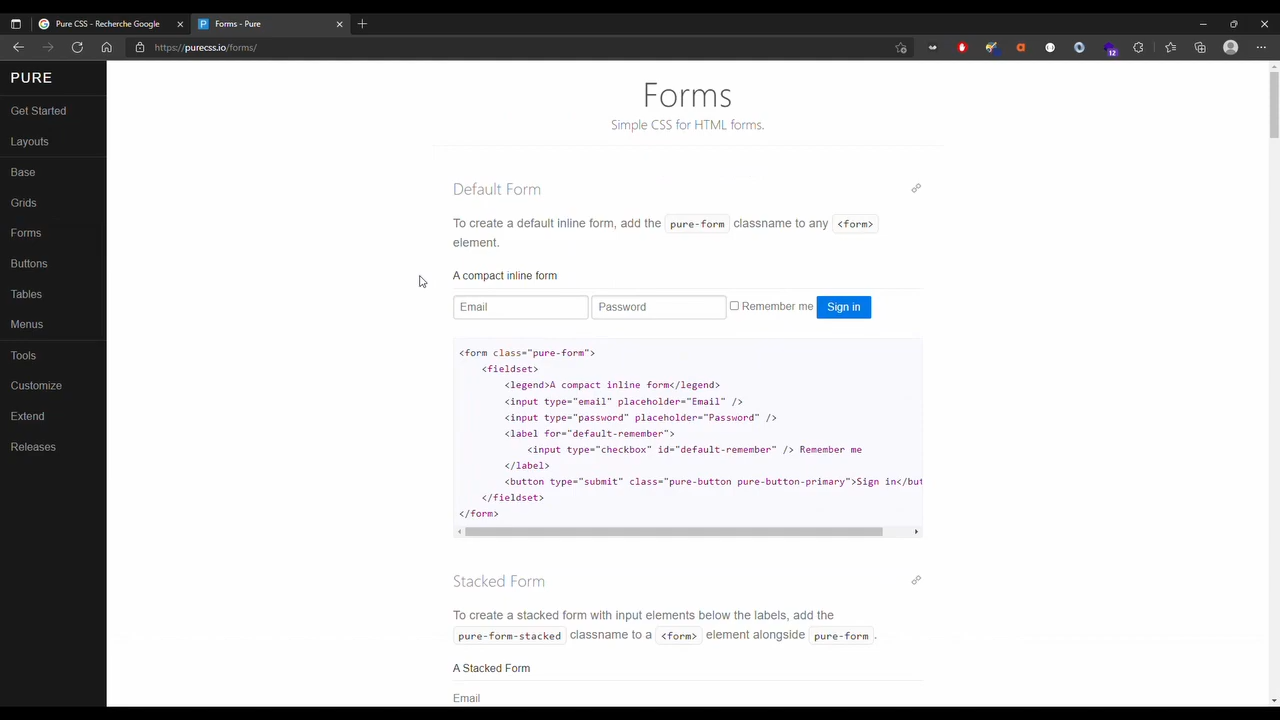 Pure CSS - Recherche Google
Forms - Pure
https://purecss.io/forms/
12
PURE
Get Started
Layouts
Base
Grids
Forms
Buttons
Tables
Menus
Tools
Customize
Extend
Releases
Forms
Simple CSS for HTML forms.
Default Form
To create a default inline form, add the pure-form classname to any <form>
element.
A compact inline form
Email Password Remember me Sign in
<form class="pure-form">
<fieldset>
<legend>A compact inline form</legend>
<input type="email" placeholder="Email" />
<input type="password" placeholder="Password" />
<label for="default-remember">
<input type="checkbox" id="default-remember" /> Remember me
</label>
<button type="submit" class="pure-button pure-button-primary">Sign in</but
</fieldset>
</form>
Stacked Form
To create a stacked form with input elements below the labels, add the
pure-form-stacked classname to a <form> element alongside pure-form.
A Stacked Form
Email